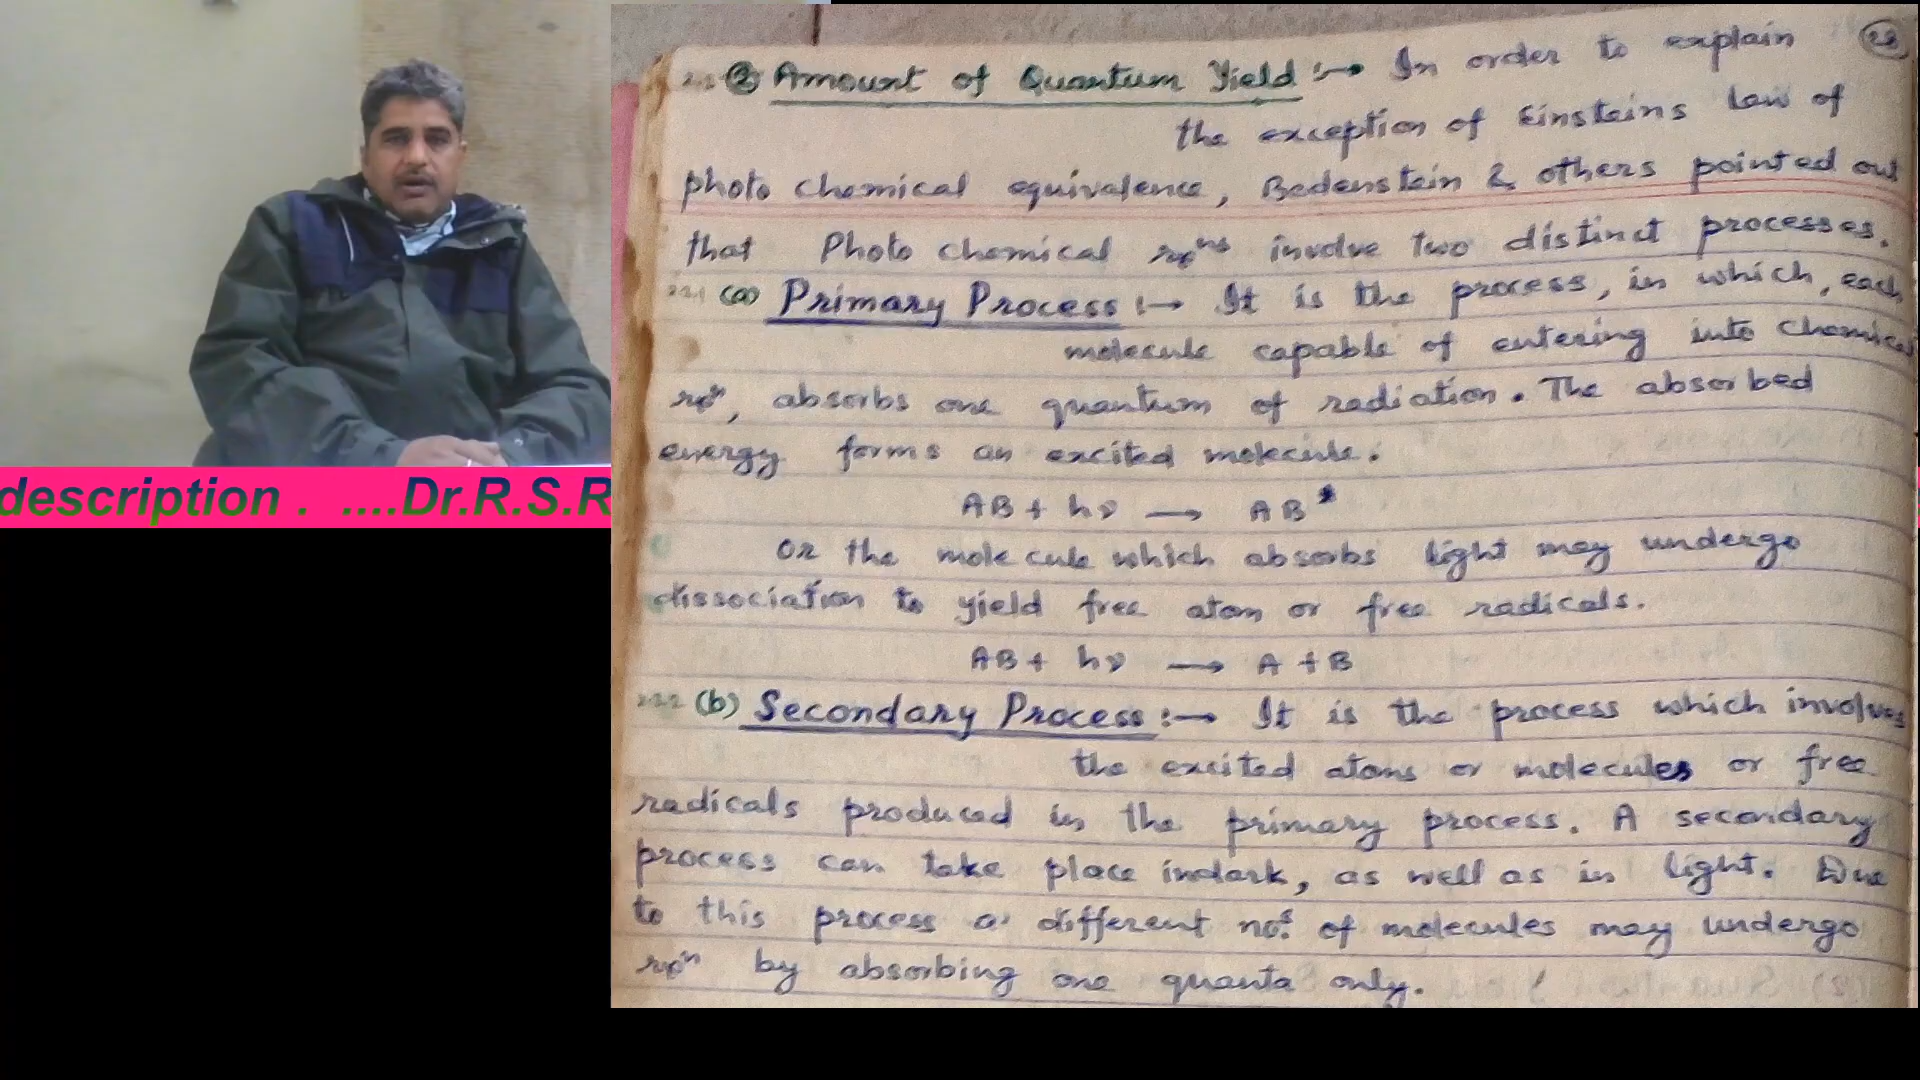 description . ....Dr.R.S.R
28
② Amount of Quantum Yield :→ In order to explain
the exception of Einsteins law of
photo chemical equivalence, Bodenstein & others pointed out
that Photo chemical rxⁿˢ involve two distinct processes.
(a) Primary Process :→ It is the process, in which, each
molecule capable of entering into chemical
rxⁿ, absorbs one quantum of radiation. The absorbed
energy forms an excited molecule.
AB + hν → AB*
or the molecule which absorbs light may undergo
dissociation to yield free atom or free radicals.
AB + hν → A + B
(b) Secondary Process :→ It is the process which involves
the excited atoms or molecules or free
radicals produced in the primary process. A secondary
process can take place indark, as well as in light. Due
to this process a different noˢ. of molecules may undergo
rxⁿ by absorbing one quanta only.